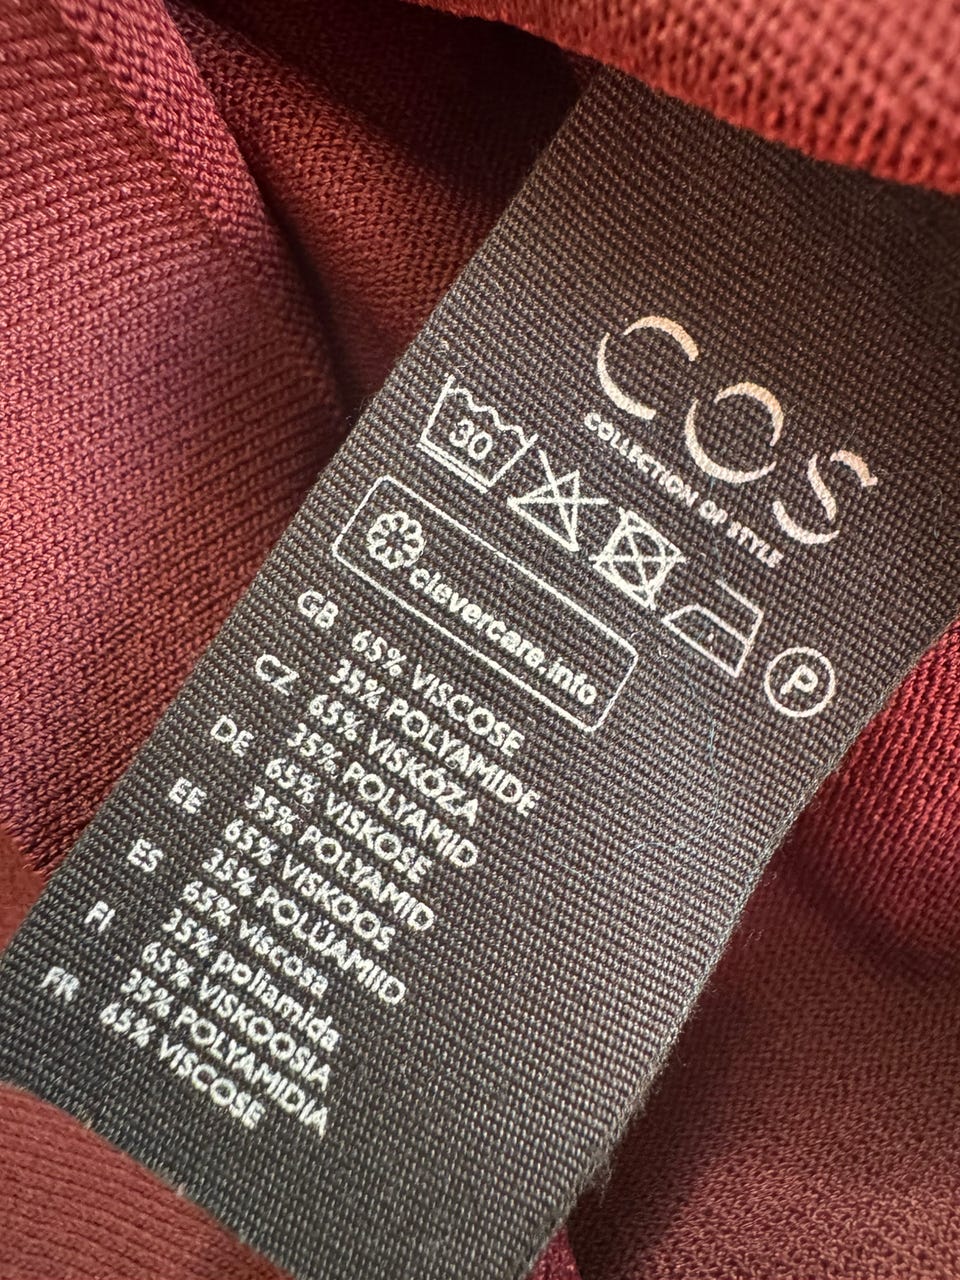 COS
COLLECTION OF STYLE
30
P
clevercare.info
GB 65% VISCOSE
35% POLYAMIDE
CZ 65% VISKÓZA
35% POLYAMID
DE 65% VISKOSE
35% POLYAMID
EE 65% VISKOOS
35% POLÜAMIID
ES 65% viscosa
35% poliamida
FI 65% VISKOOSIA
35% POLYAMIDIA
FR 65% VISCOSE